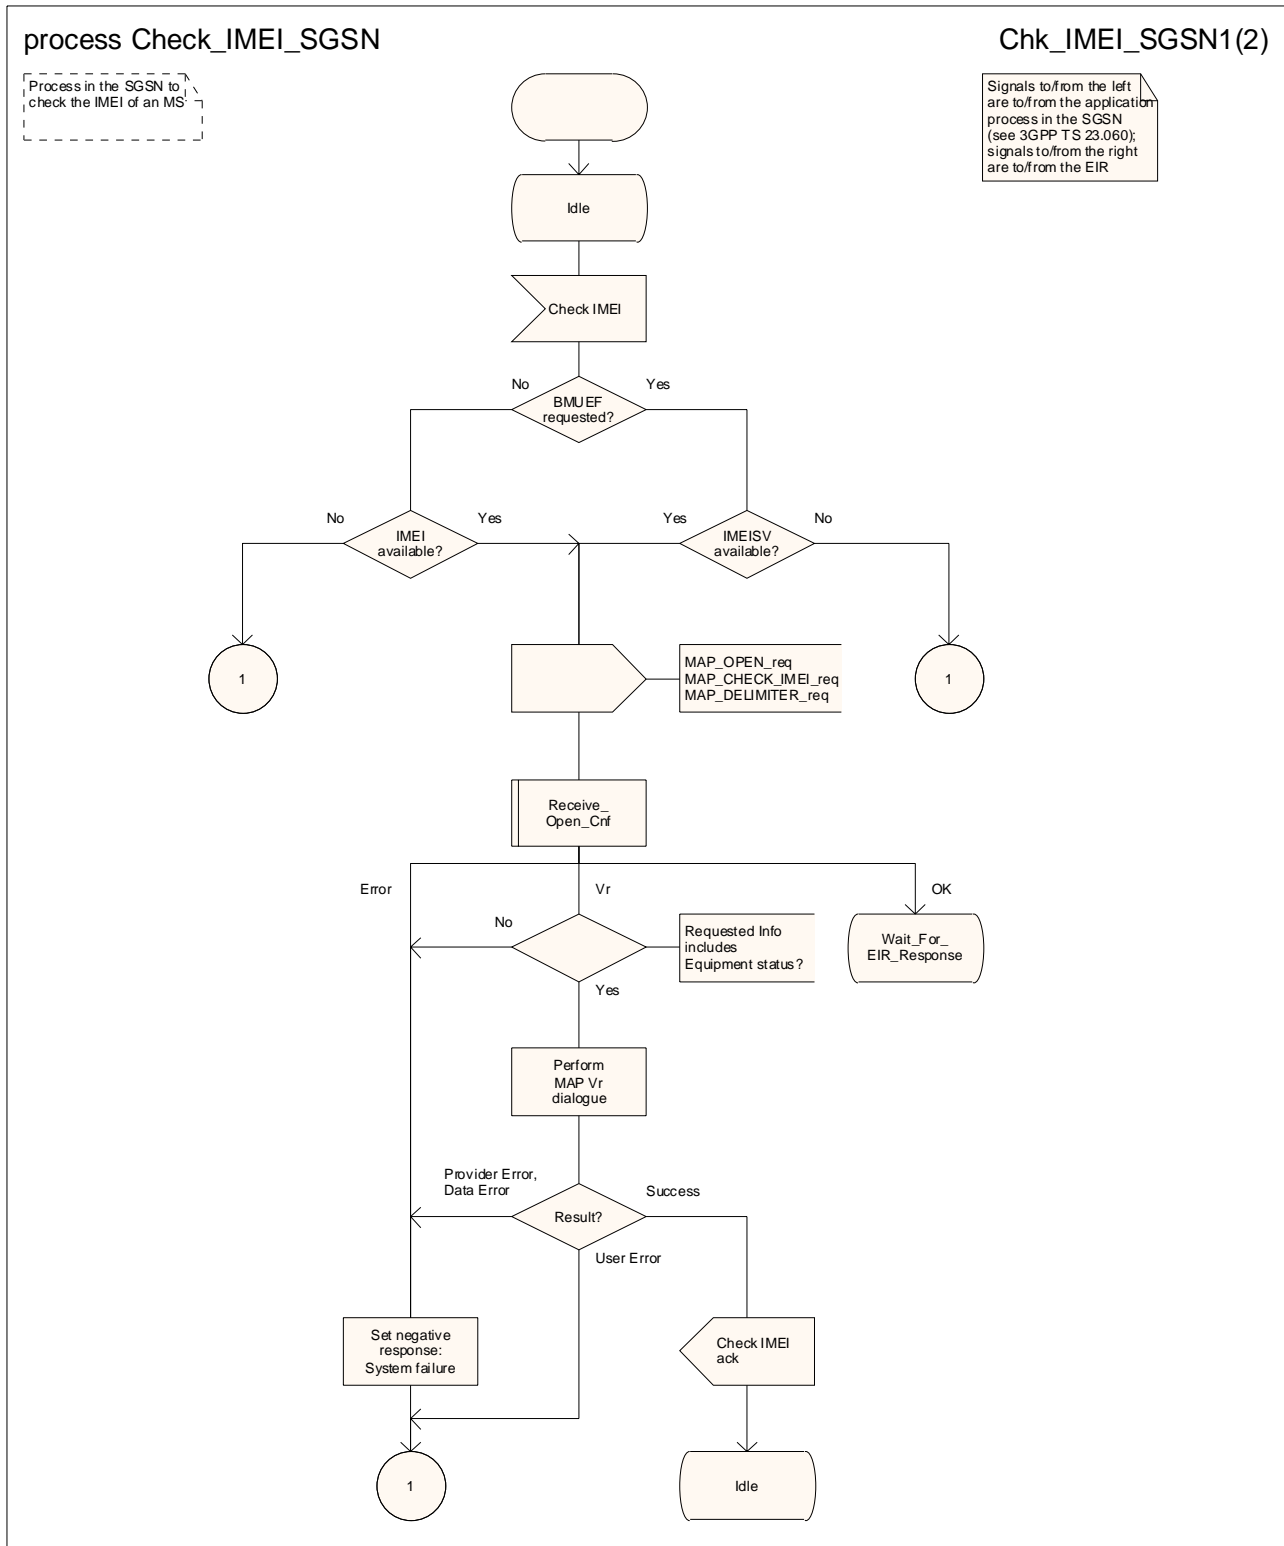 process Check_IMEI_SGSN
Chk_IMEI_SGSN1(2)
Process in the SGSN to
check the IMEI of an MS
Signals to/from the left
are to/from the application
process in the SGSN
(see 3GPP TS 23.060);
signals to/from the right
are to/from the EIR
Idle
Check IMEI
No
Yes
BMUEF
requested?
No
Yes
Yes
No
IMEI
available?
IMEISV
available?
1
MAP_OPEN_req
MAP_CHECK_IMEI_req
MAP_DELIMITER_req
1
Receive_
Open_Cnf
Error
Vr
OK
No
Requested Info
includes
Equipment status?
Wait_For_
EIR_Response
Yes
Perform
MAP Vr
dialogue
Provider Error,
Data Error
Success
Result?
User Error
Set negative
response:
System failure
Check IMEI
ack
1
Idle